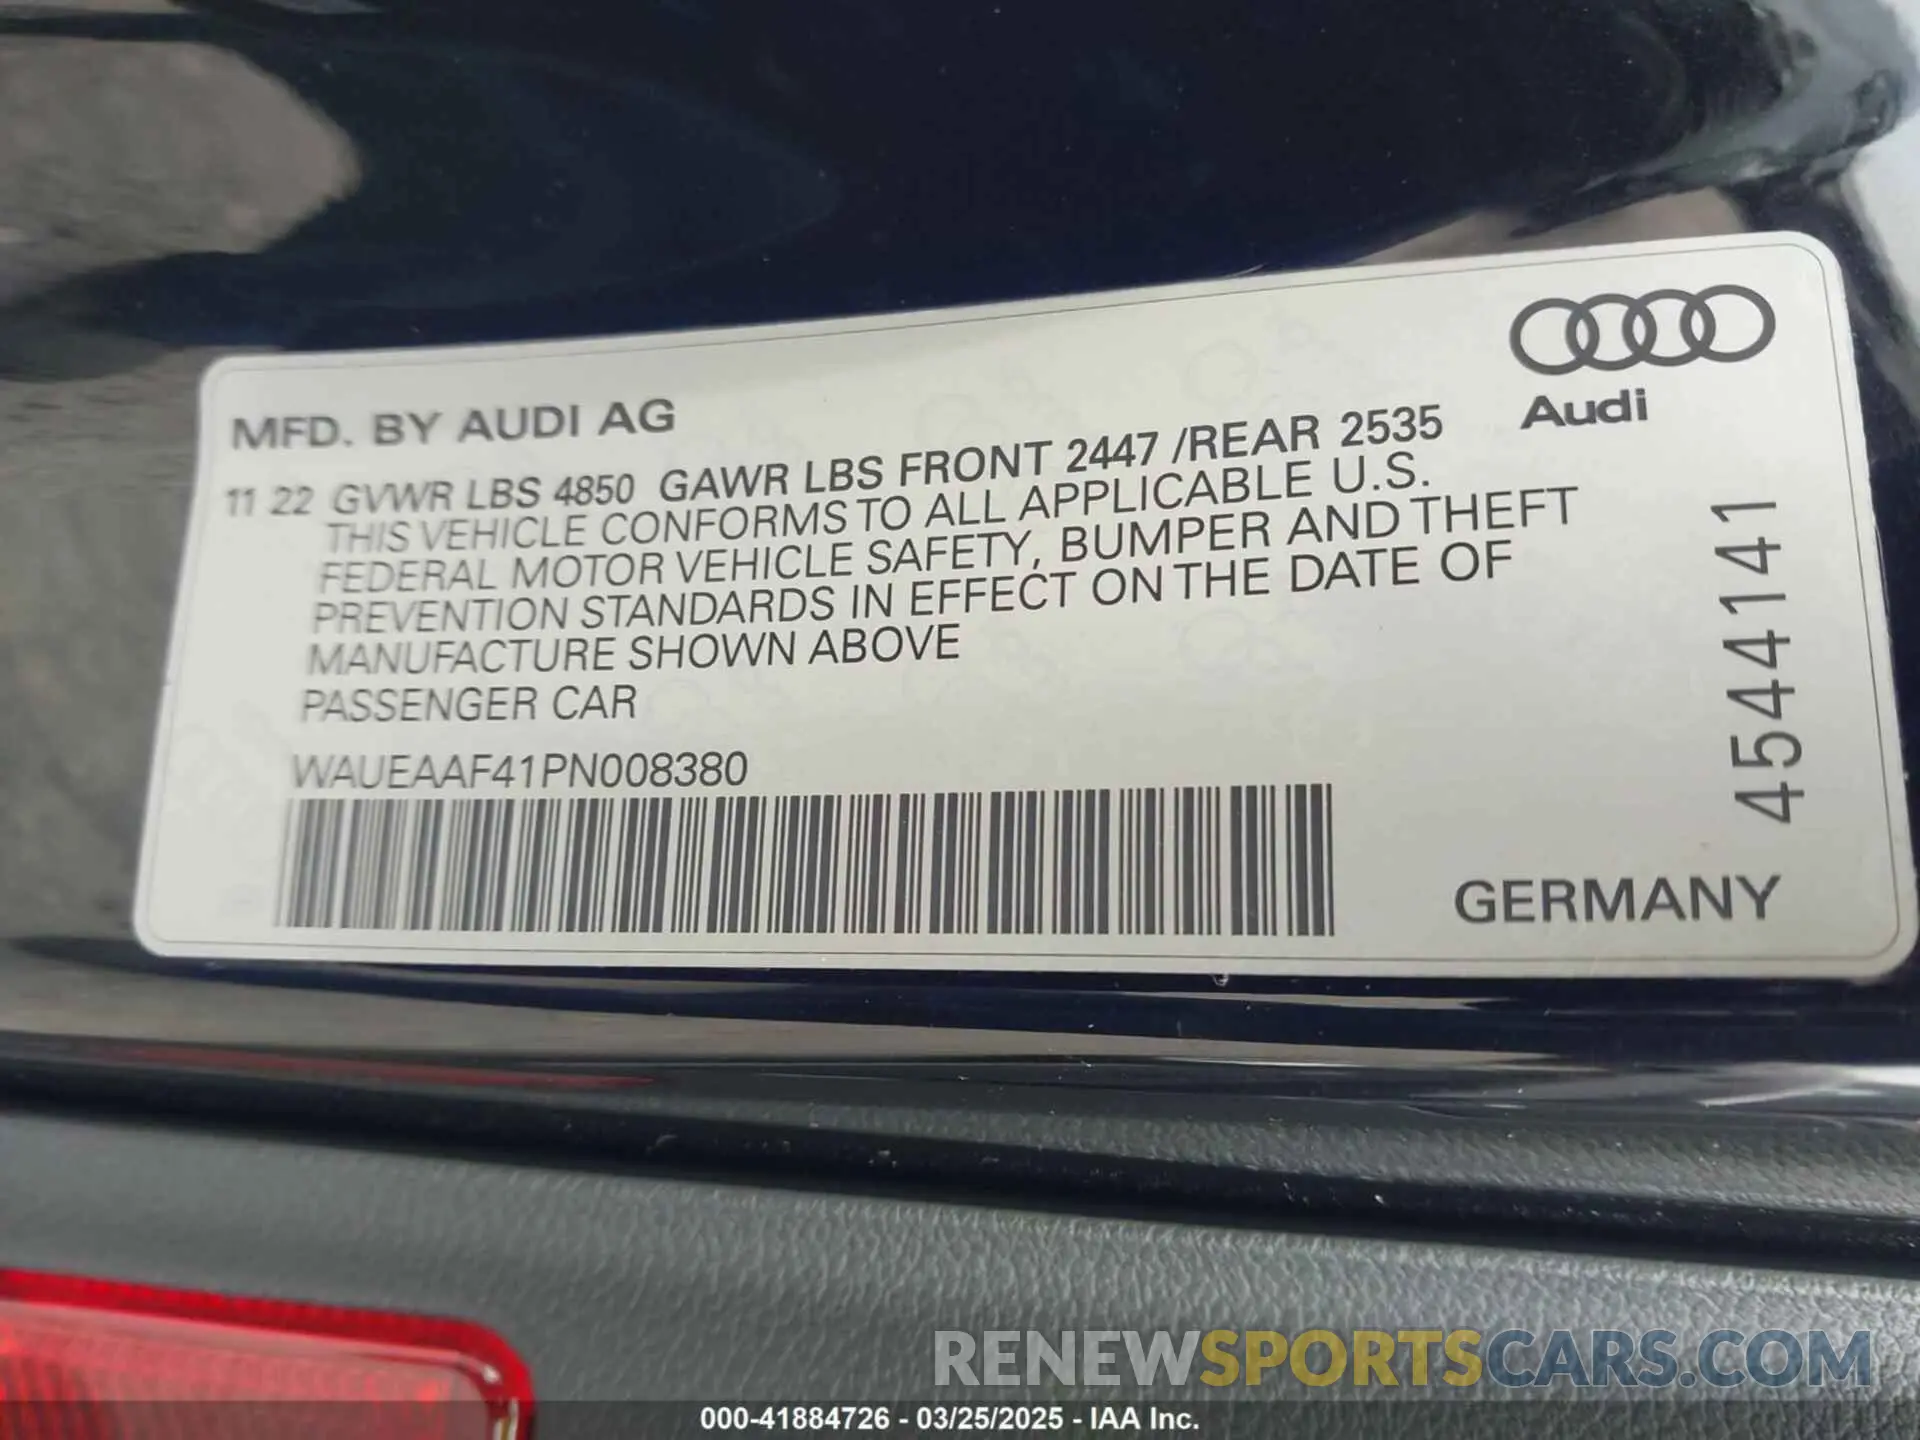 MFD. BY AUDI AG
Audi
11 22 GVWR LBS 4850 GAWR LBS FRONT 2447 /REAR 2535
THIS VEHICLE CONFORMS TO ALL APPLICABLE U.S.
FEDERAL MOTOR VEHICLE SAFETY, BUMPER AND THEFT
PREVENTION STANDARDS IN EFFECT ON THE DATE OF
MANUFACTURE SHOWN ABOVE
PASSENGER CAR
WAUEAAF41PN008380
4544141
GERMANY
RENEWSPORTSCARS.COM
000-41884726 - 03/25/2025 - IAA Inc.